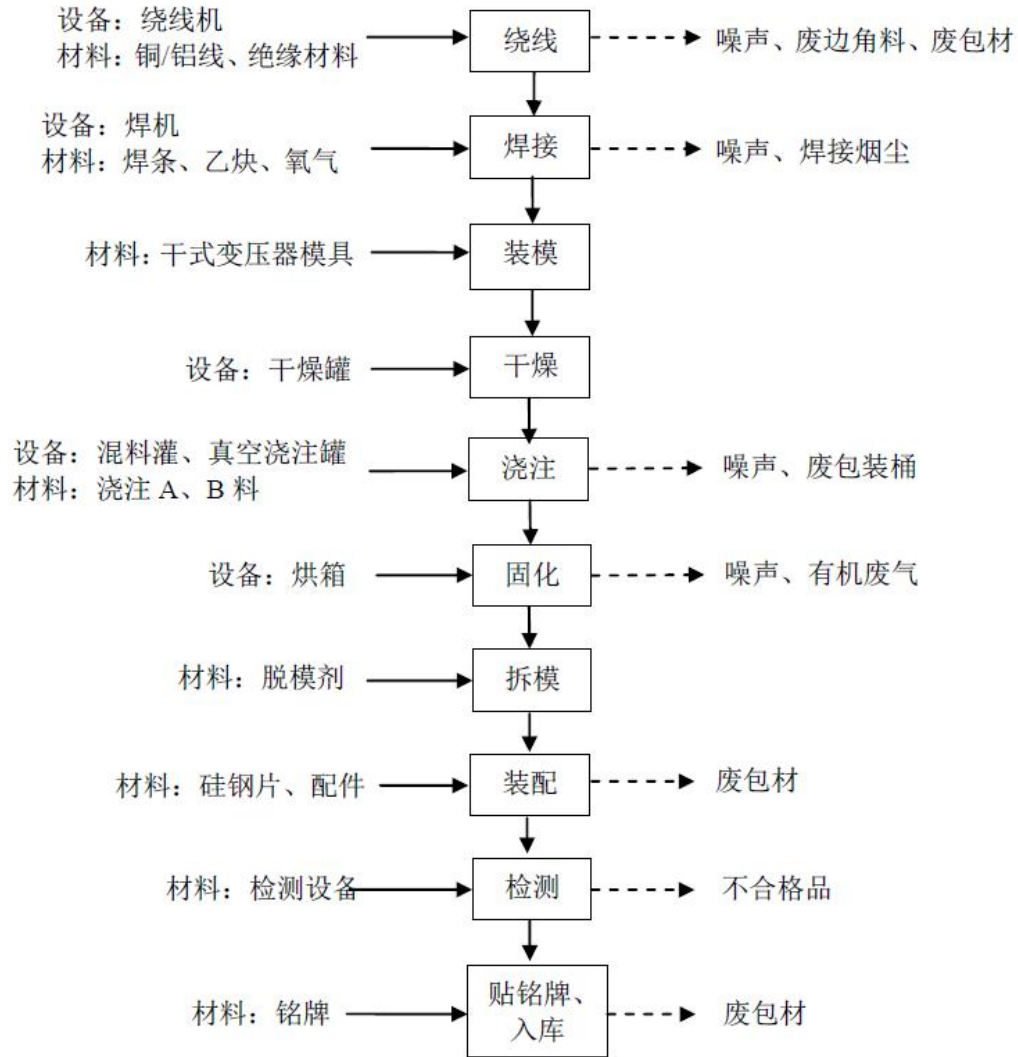 设备：绕线机
材料：铜/铝线、绝缘材料
绕线
噪声、废边角料、废包材
设备：焊机
材料：焊条、乙炔、氧气
焊接
噪声、焊接烟尘
材料：干式变压器模具
装模
设备：干燥罐
干燥
设备：混料灌、真空浇注罐
材料：浇注 A、B 料
浇注
噪声、废包装桶
设备：烘箱
固化
噪声、有机废气
材料：脱模剂
拆模
材料：硅钢片、配件
装配
废包材
材料：检测设备
检测
不合格品
材料：铭牌
贴铭牌、
入库
废包材